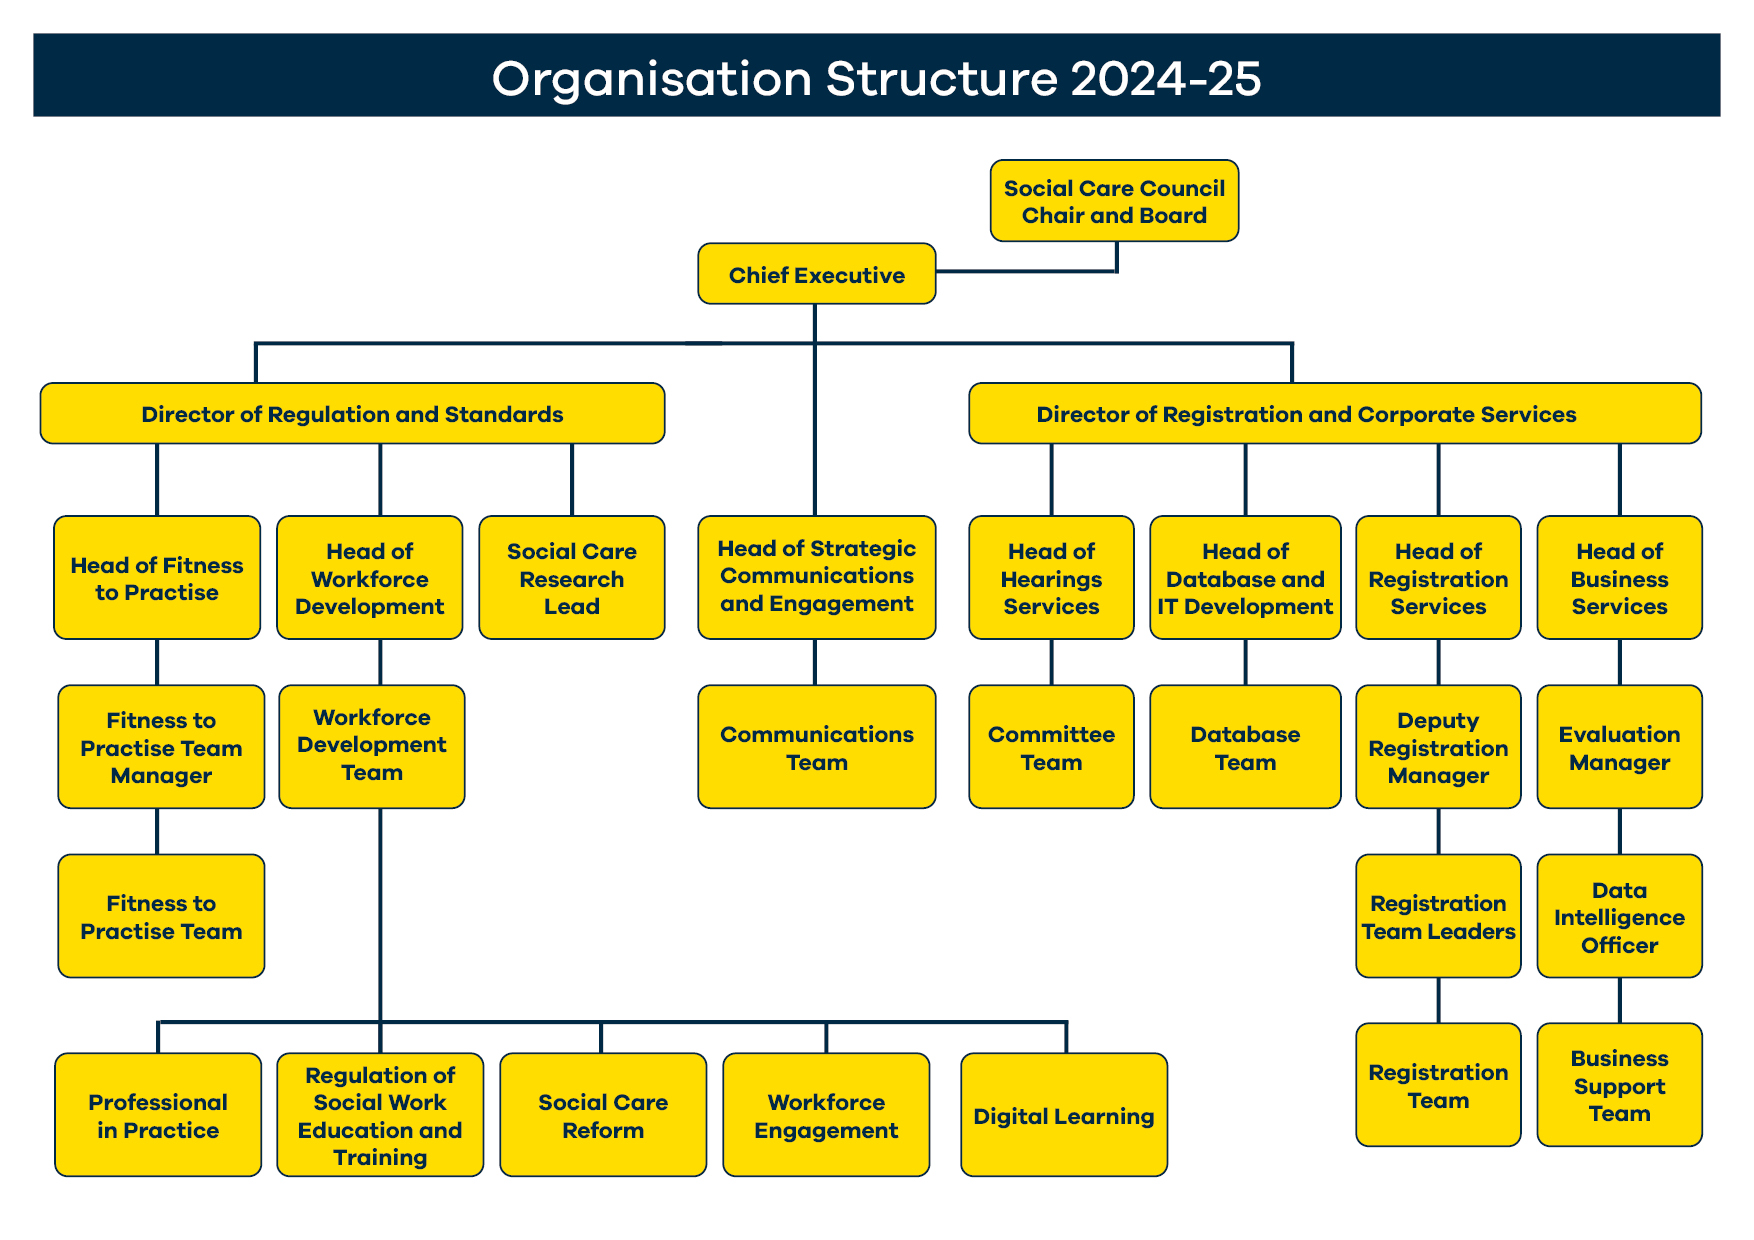 Organisation Structure 2024-25
Social Care Council
Chair and Board
Chief Executive
Director of Regulation and Standards
Director of Registration and Corporate Services
Head of Fitness
to Practise
Head of
Workforce
Development
Social Care
Research
Lead
Head of Strategic
Communications
and Engagement
Head of
Hearings
Services
Head of
Database and
IT Development
Head of
Registration
Services
Head of
Business
Services
Fitness to
Practise Team
Manager
Workforce
Development
Team
Communications
Team
Committee
Team
Database
Team
Deputy
Registration
Manager
Evaluation
Manager
Fitness to
Practise Team
Registration
Team Leaders
Data
Intelligence
Officer
Professional
in Practice
Regulation of
Social Work
Education and
Training
Social Care
Reform
Workforce
Engagement
Digital Learning
Registration
Team
Business
Support
Team